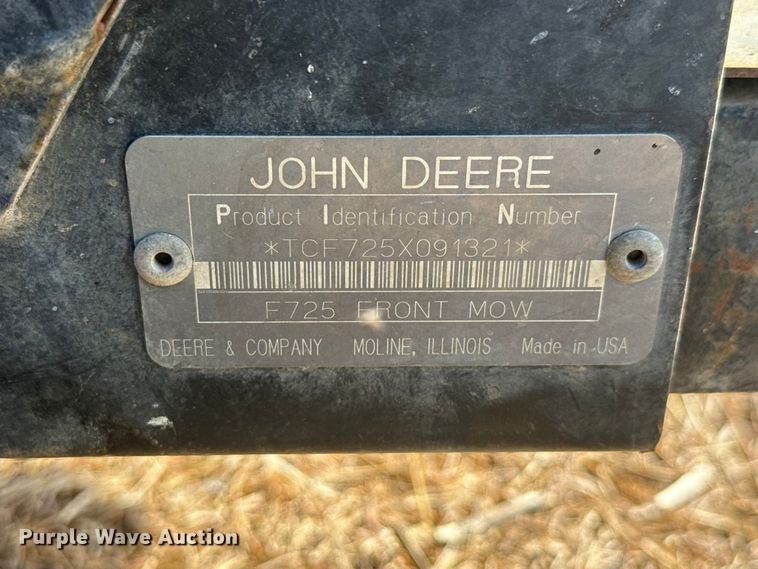 JOHN DEERE
Product Identification Number
*TCF725X091321*
F725 FRONT MOW
DEERE & COMPANY MOLINE, ILLINOIS Made in USA
Purple Wave Auction